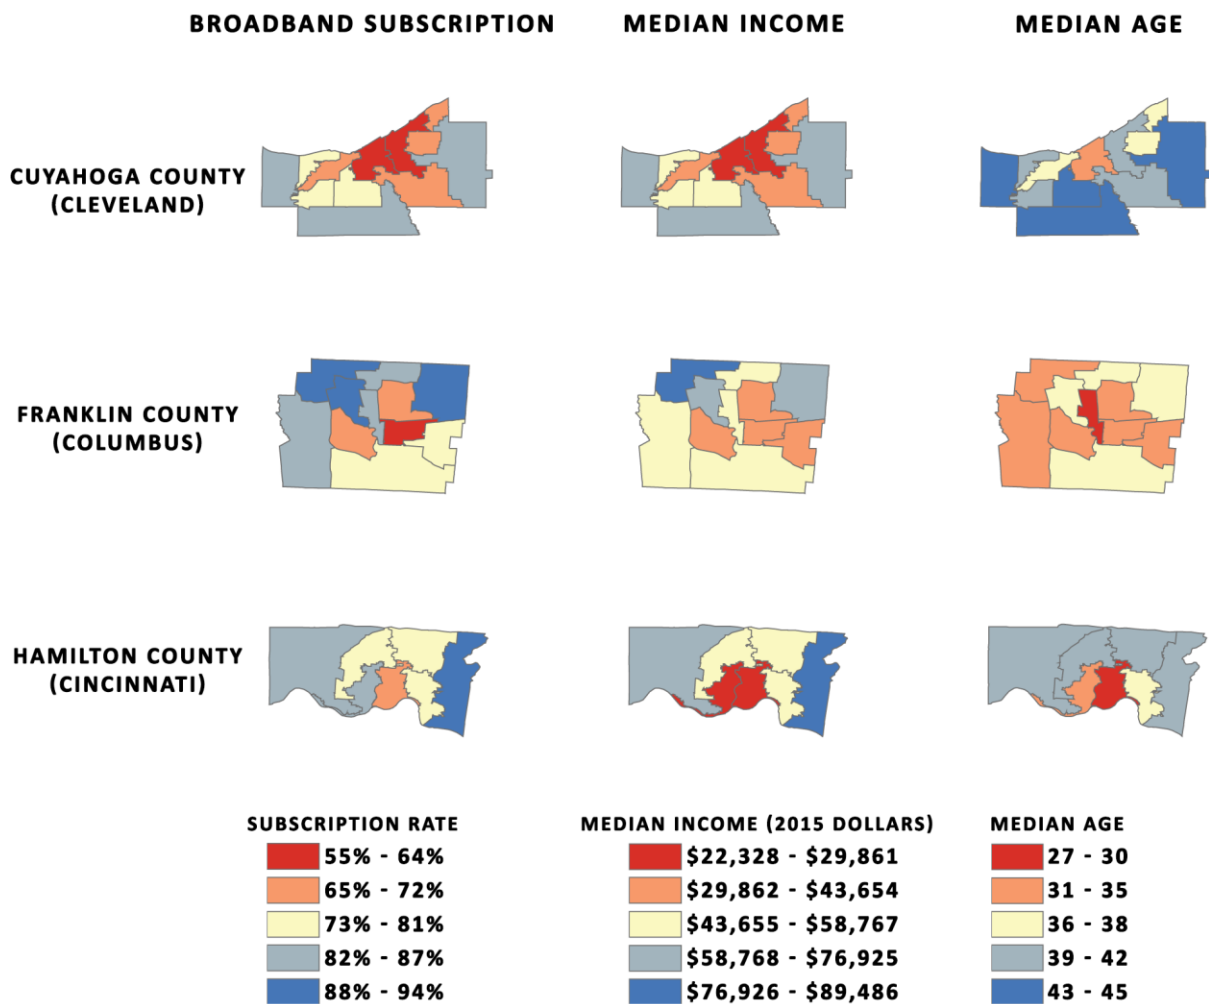 BROADBAND SUBSCRIPTION MEDIAN INCOME MEDIAN AGE
CUYAHOGA COUNTY
(CLEVELAND)
FRANKLIN COUNTY
(COLUMBUS)
HAMILTON COUNTY
(CINCINNATI)
SUBSCRIPTION RATE
55% - 64%
65% - 72%
73% - 81%
82% - 87%
88% - 94%
MEDIAN INCOME (2015 DOLLARS)
$22,328 - $29,861
$29,862 - $43,654
$43,655 - $58,767
$58,768 - $76,925
$76,926 - $89,486
MEDIAN AGE
27 - 30
31 - 35
36 - 38
39 - 42
43 - 45